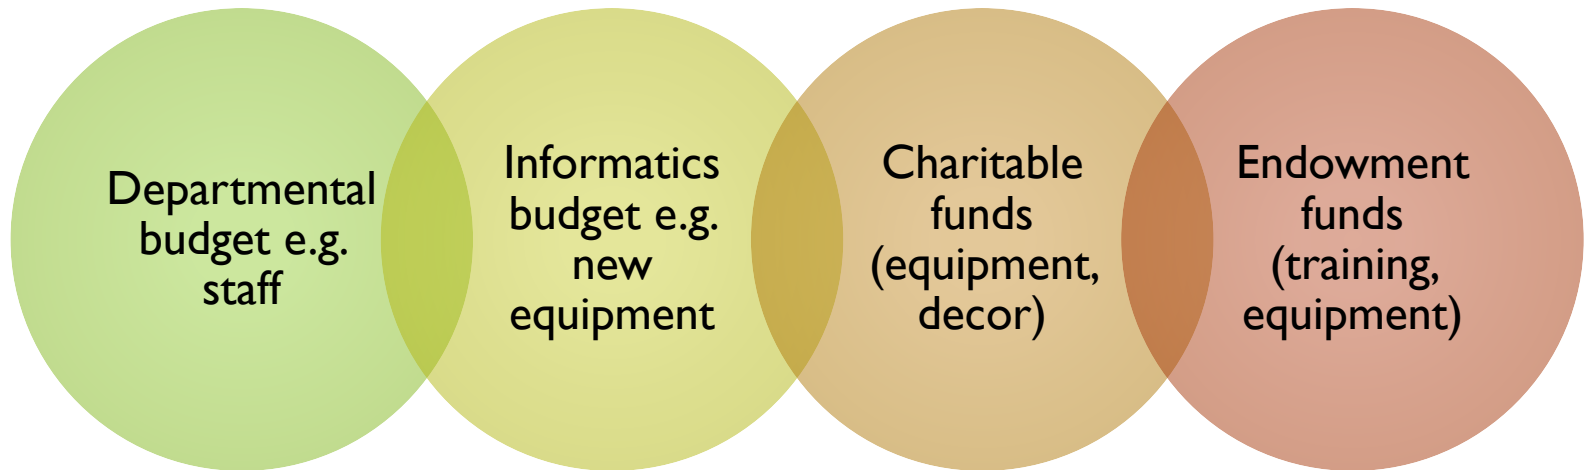 Departmental
budget e.g.
staff
Informatics
budget e.g.
new
equipment
Charitable
funds
(equipment,
decor)
Endowment
funds
(training,
equipment)